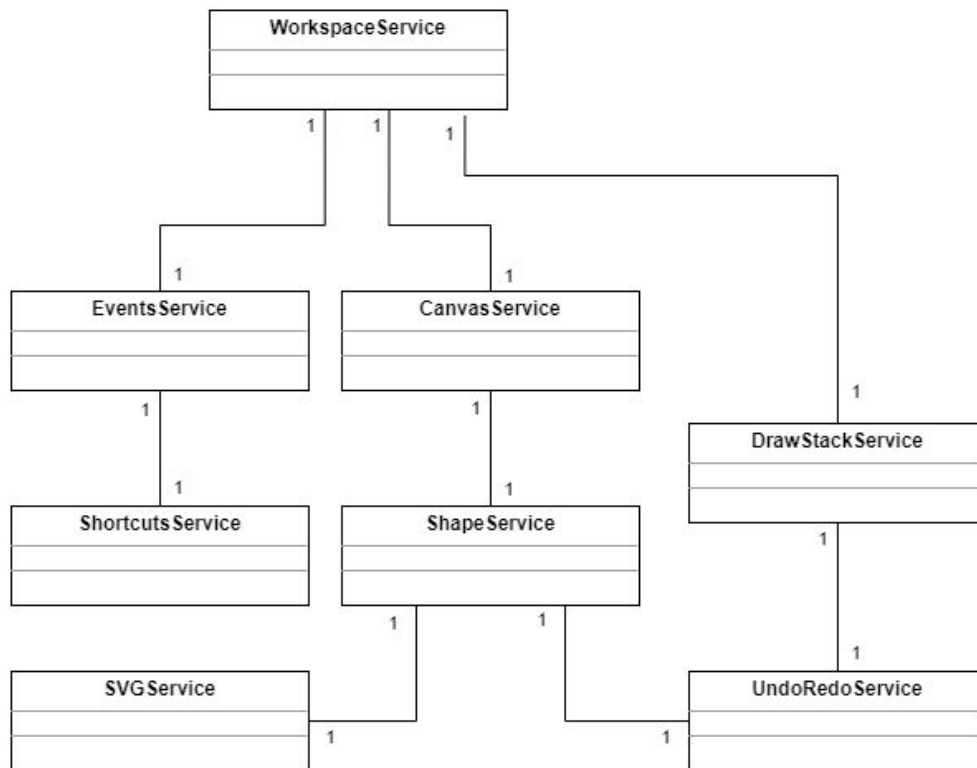 WorkspaceService
1 1 1
1 1
EventsService CanvasService
1 1 1
DrawStackService
1 1
ShortcutsService ShapeService
1
1 1
1
SVGService UndoRedoService
1 1